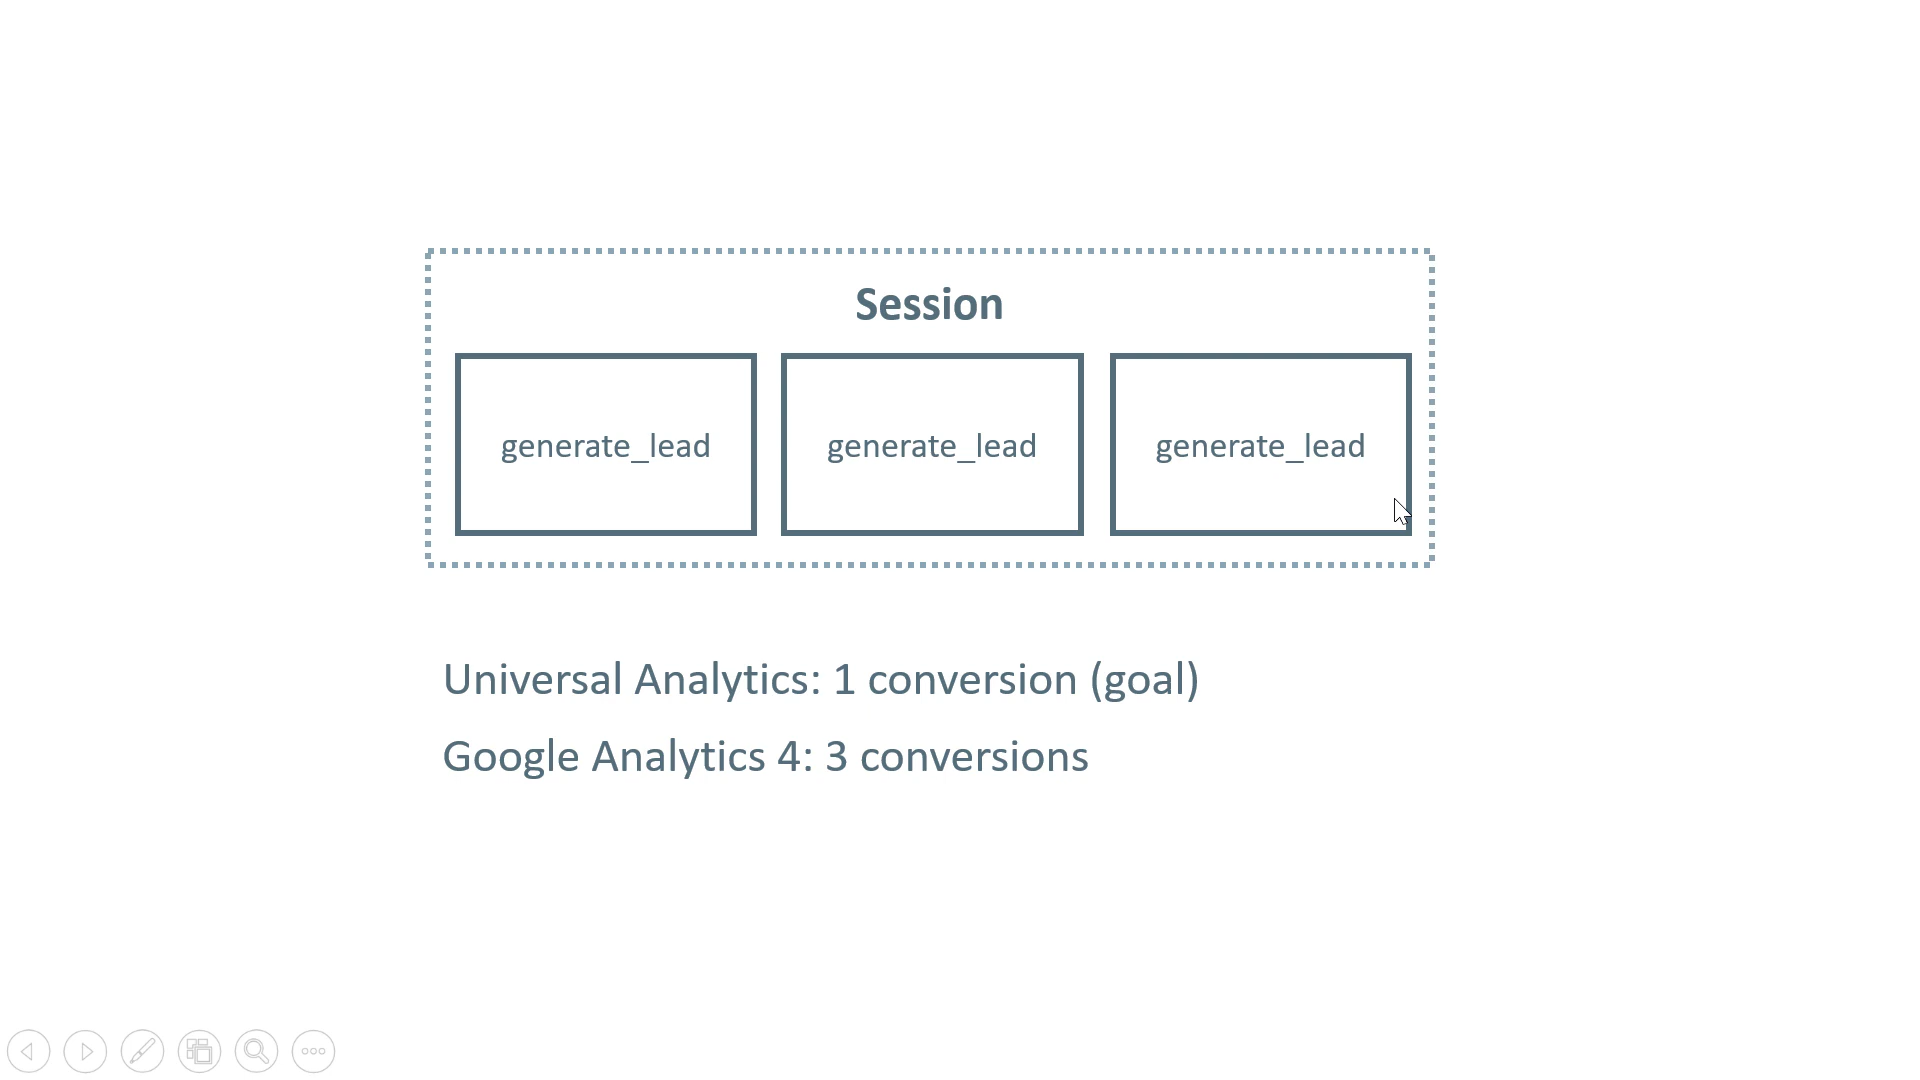 Session
generate_lead generate_lead generate_lead
Universal Analytics: 1 conversion (goal)
Google Analytics 4: 3 conversions